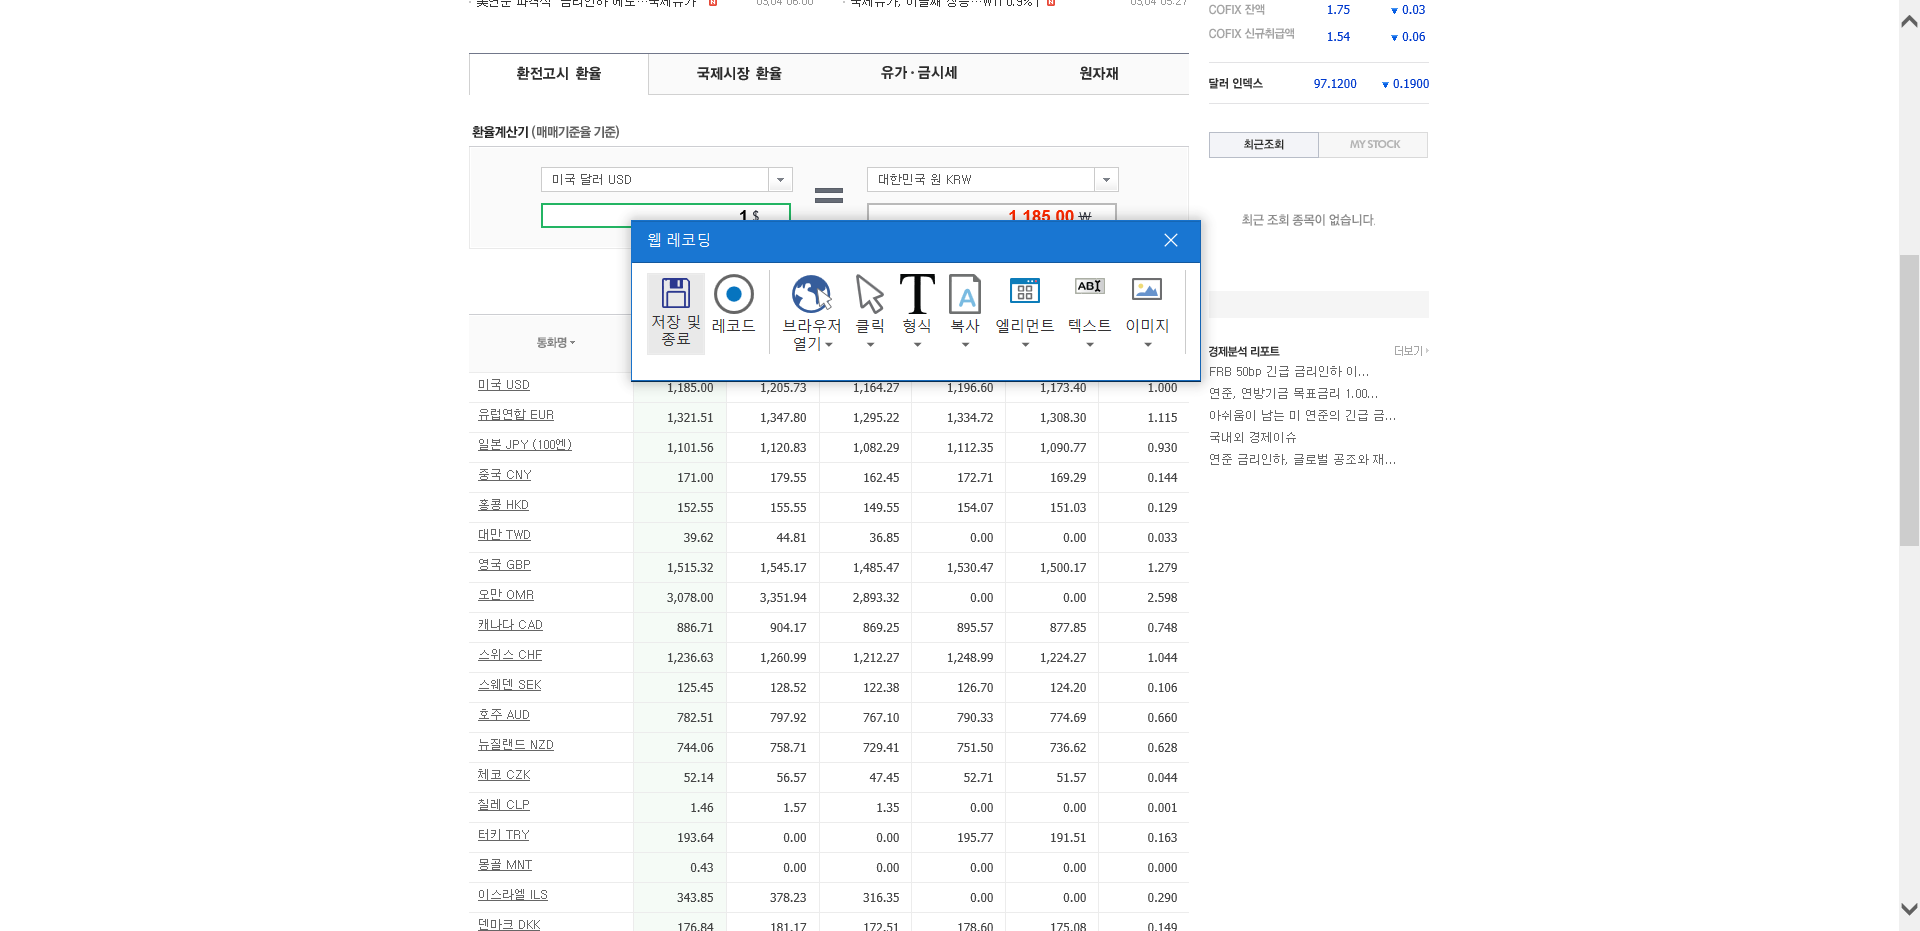 국제유가, 이틀째 상승…WTI 0.9%↑
03,04 06:00
03,04 05:27
COFIX 잔액 1.75 ▼ 0.03
COFIX 신규취급액 1.54 ▼ 0.06
달러 인덱스 97.1200 ▼ 0.1900
환전고시 환율 국제시장 환율 유가·금시세 원자재
최근조회 MY STOCK
최근 조회 종목이 없습니다.
환율계산기 (매매기준율 기준)
미국 달러 USD = 대한민국 원 KRW
1 $ 1,185.00 ₩
웹 레코딩
저장 및
종료
레코드
브라우저
열기
클릭
형식
복사
엘리먼트
텍스트
이미지
통화명
경제분석 리포트 더보기
FRB 50bp 긴급 금리인하 이...
연준, 연방기금 목표금리 1.00...
아쉬움이 남는 미 연준의 긴급 금...
국내외 경제이슈
연준 금리인하, 글로벌 공조와 재...
미국 USD 1,185.00 1,205.73 1,164.27 1,196.60 1,173.40 1.000
유럽연합 EUR 1,321.51 1,347.80 1,295.22 1,334.72 1,308.30 1.115
일본 JPY (100엔) 1,101.56 1,120.83 1,082.29 1,112.35 1,090.77 0.930
중국 CNY 171.00 179.55 162.45 172.71 169.29 0.144
홍콩 HKD 152.55 155.55 149.55 154.07 151.03 0.129
대만 TWD 39.62 44.81 36.85 0.00 0.00 0.033
영국 GBP 1,515.32 1,545.17 1,485.47 1,530.47 1,500.17 1.279
오만 OMR 3,078.00 3,351.94 2,893.32 0.00 0.00 2.598
캐나다 CAD 886.71 904.17 869.25 895.57 877.85 0.748
스위스 CHF 1,236.63 1,260.99 1,212.27 1,248.99 1,224.27 1.044
스웨덴 SEK 125.45 128.52 122.38 126.70 124.20 0.106
호주 AUD 782.51 797.92 767.10 790.33 774.69 0.660
뉴질랜드 NZD 744.06 758.71 729.41 751.50 736.62 0.628
체코 CZK 52.14 56.57 47.45 52.71 51.57 0.044
칠레 CLP 1.46 1.57 1.35 0.00 0.00 0.001
터키 TRY 193.64 0.00 0.00 195.77 191.51 0.163
몽골 MNT 0.43 0.00 0.00 0.00 0.00 0.000
이스라엘 ILS 343.85 378.23 316.35 0.00 0.00 0.290
덴마크 DKK 176.84 181.17 172.51 178.60 175.08 0.149